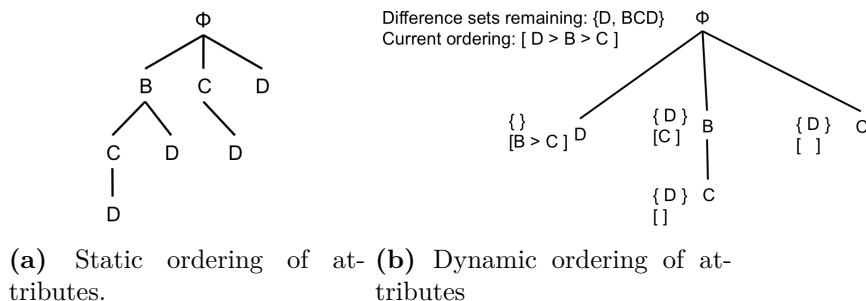 Φ
B C D
C D D
D
(a) Static ordering of at-
tributes.
Difference sets remaining: {D, BCD}
Current ordering: [ D > B > C ]
Φ
{ }
[B > C ] D
{ D }
[C ] B
{ D }
[ ] C
{ D }
[ ] C
(b) Dynamic ordering of at-
tributes